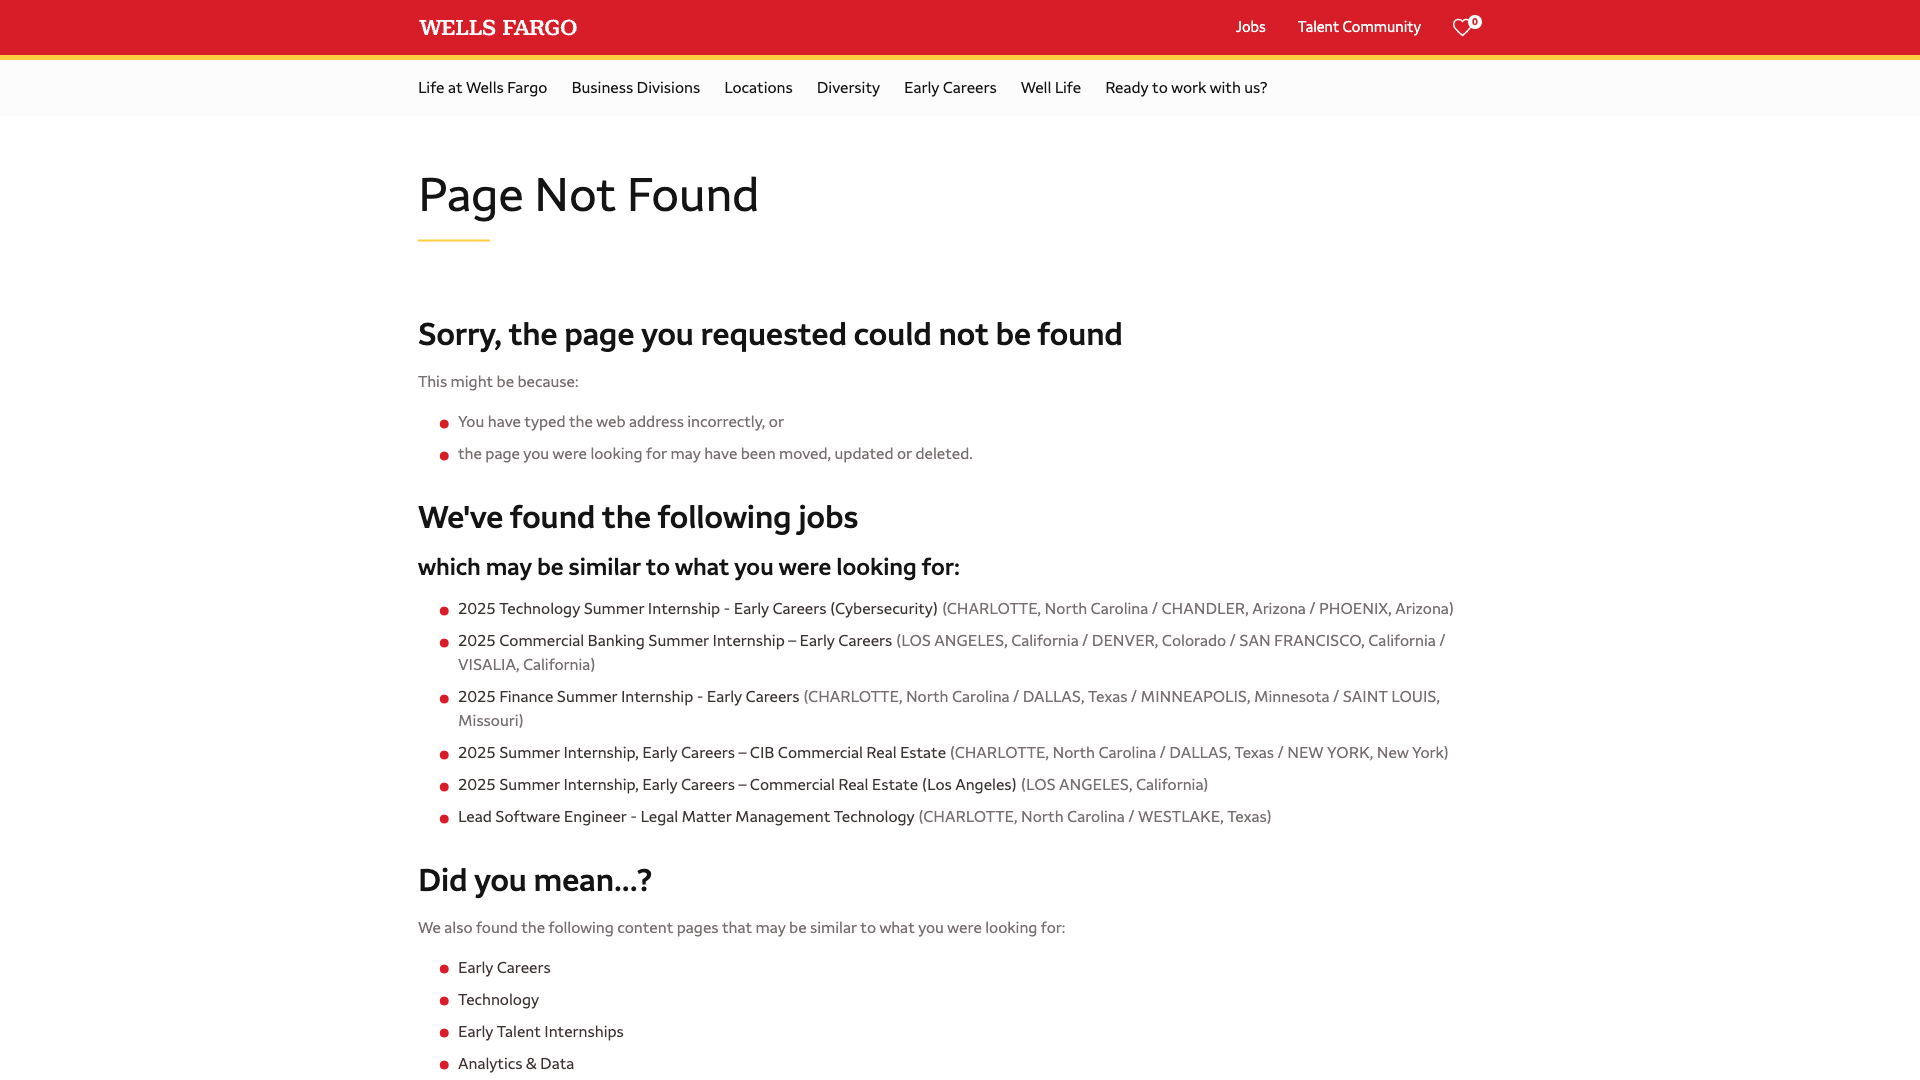 WELLS FARGO
Jobs
Talent Community
0
Life at Wells Fargo
Business Divisions
Locations
Diversity
Early Careers
Well Life
Ready to work with us?
Page Not Found
Sorry, the page you requested could not be found
This might be because:
You have typed the web address incorrectly, or
the page you were looking for may have been moved, updated or deleted.
We've found the following jobs
which may be similar to what you were looking for:
2025 Technology Summer Internship - Early Careers (Cybersecurity) (CHARLOTTE, North Carolina / CHANDLER, Arizona / PHOENIX, Arizona)
2025 Commercial Banking Summer Internship – Early Careers (LOS ANGELES, California / DENVER, Colorado / SAN FRANCISCO, California /
VISALIA, California)
2025 Finance Summer Internship - Early Careers (CHARLOTTE, North Carolina / DALLAS, Texas / MINNEAPOLIS, Minnesota / SAINT LOUIS,
Missouri)
2025 Summer Internship, Early Careers – CIB Commercial Real Estate (CHARLOTTE, North Carolina / DALLAS, Texas / NEW YORK, New York)
2025 Summer Internship, Early Careers – Commercial Real Estate (Los Angeles) (LOS ANGELES, California)
Lead Software Engineer - Legal Matter Management Technology (CHARLOTTE, North Carolina / WESTLAKE, Texas)
Did you mean...?
We also found the following content pages that may be similar to what you were looking for:
Early Careers
Technology
Early Talent Internships
Analytics & Data